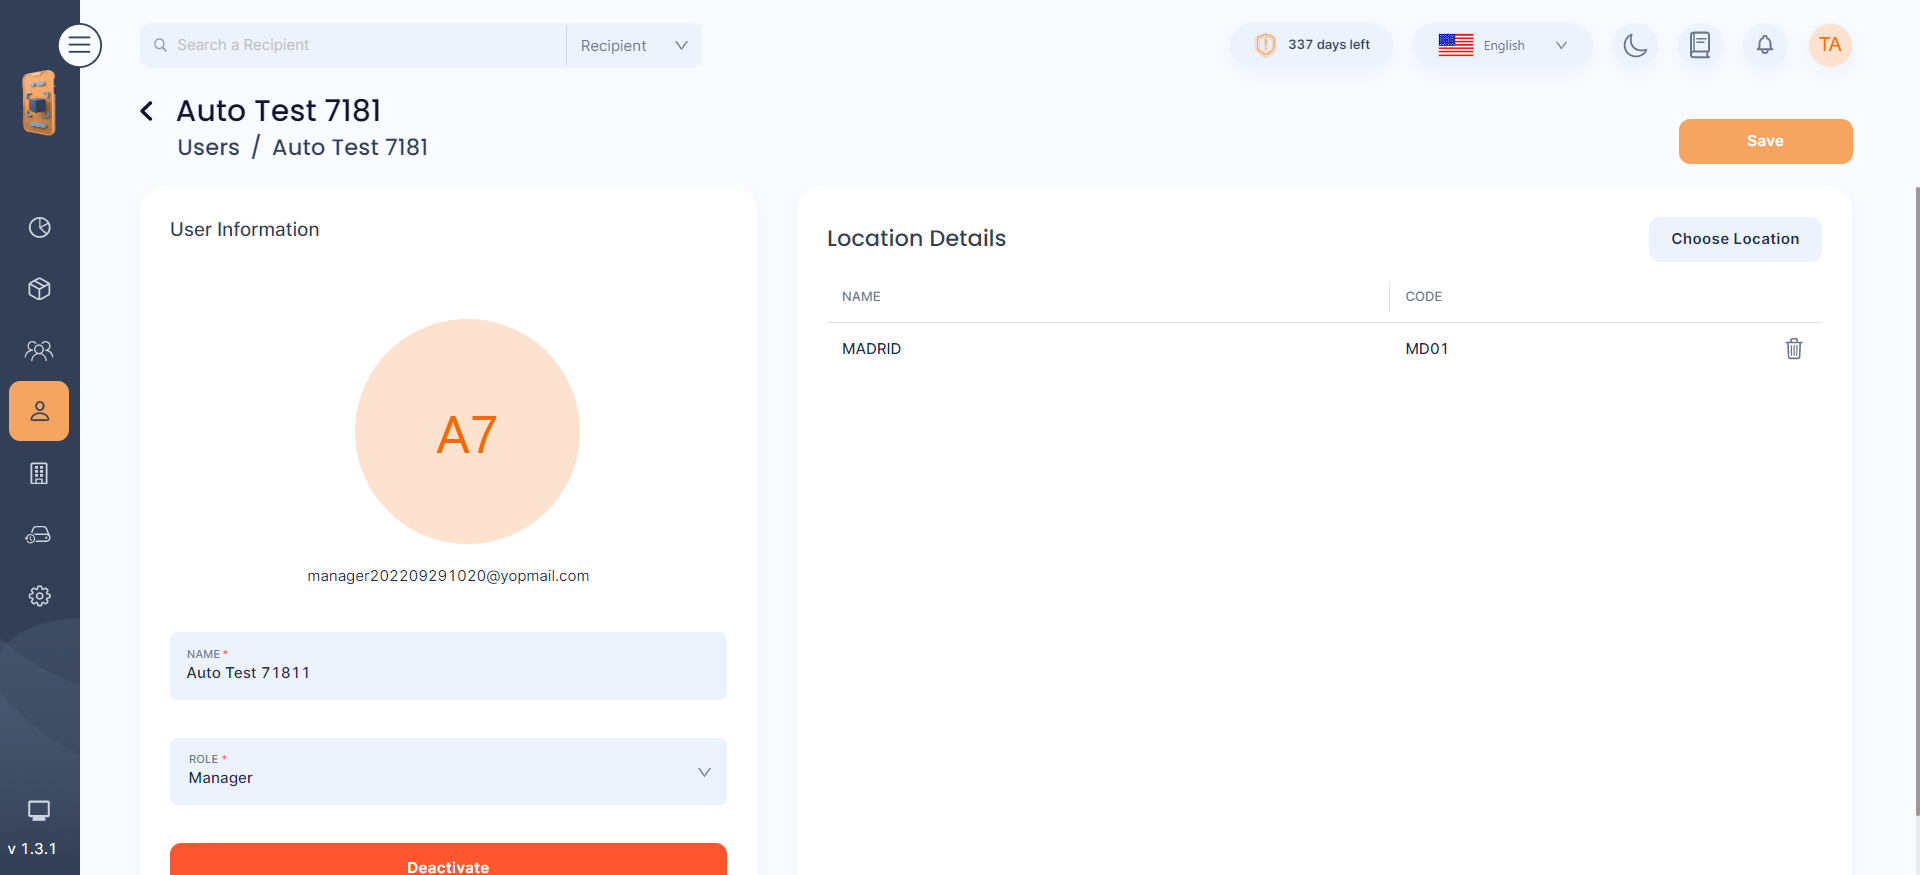 Search a Recipient
Recipient
337 days left
English
TA
Auto Test 7181
Users / Auto Test 7181
Save
User Information
A7
manager202209291020@yopmail.com
NAME *
Auto Test 71811
ROLE *
Manager
Deactivate
Location Details
Choose Location
NAME CODE
MADRID MD01
v 1.3.1